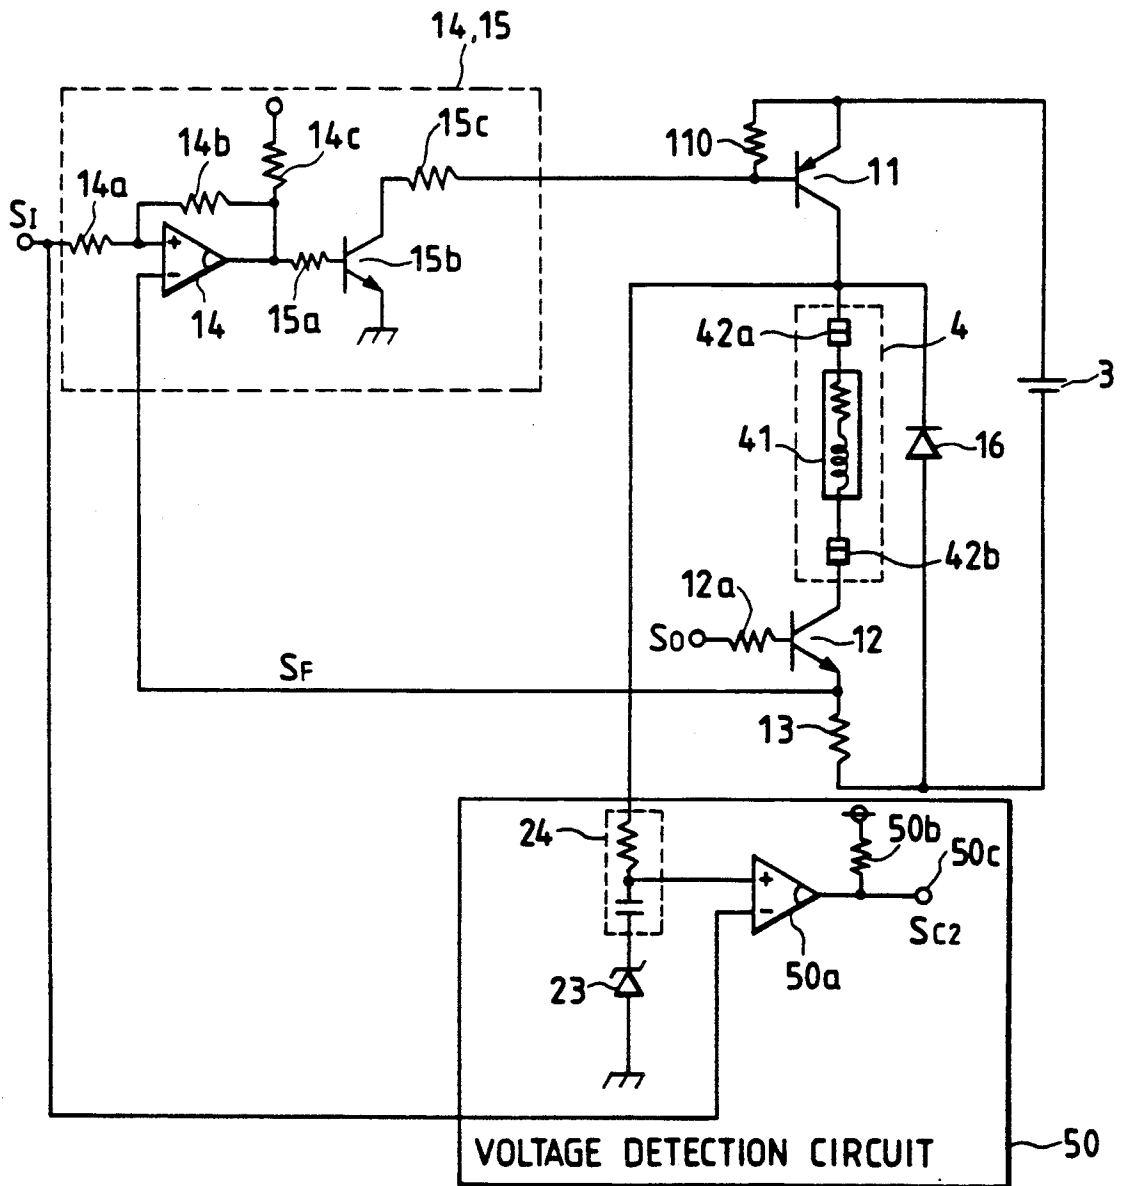 14,15
14b
14c
15c
110
14a
11
SI
+
-
15b
14
15a
42a
4
3
41
16
42b
12a
SO
12
SF
13
24
50b
50c
+
-
SC2
23
50a
VOLTAGE DETECTION CIRCUIT
50